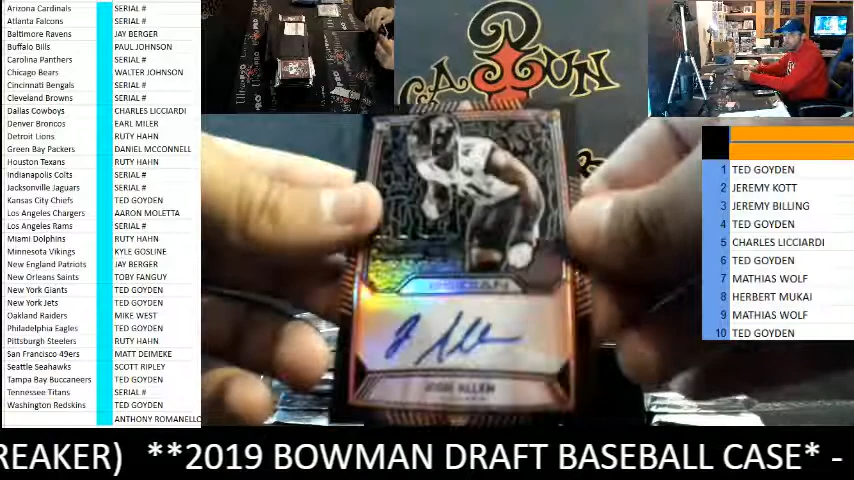 Arizona Cardinals SERIAL #
Atlanta Falcons SERIAL #
Baltimore Ravens JAY BERGER
Buffalo Bills PAUL JOHNSON
Carolina Panthers SERIAL #
Chicago Bears WALTER JOHNSON
Cincinnati Bengals SERIAL #
Cleveland Browns SERIAL #
Dallas Cowboys CHARLES LICCIARDI
Denver Broncos EARL MILER
Detroit Lions RUTY HAHN
Green Bay Packers DANIEL MCCONNELL
Houston Texans RUTY HAHN
Indianapolis Colts SERIAL #
Jacksonville Jaguars SERIAL #
Kansas City Chiefs TED GOYDEN
Los Angeles Chargers AARON MOLETTA
Los Angeles Rams SERIAL #
Miami Dolphins RUTY HAHN
Minnesota Vikings KYLE GOSLINE
New England Patriots JAY BERGER
New Orleans Saints TOBY FANGUY
New York Giants TED GOYDEN
New York Jets TED GOYDEN
Oakland Raiders MIKE WEST
Philadelphia Eagles TED GOYDEN
Pittsburgh Steelers RUTY HAHN
San Francisco 49ers MATT DEIMEKE
Seattle Seahawks SCOTT RIPLEY
Tampa Bay Buccaneers TED GOYDEN
Tennessee Titans SERIAL #
Washington Redskins TED GOYDEN
ANTHONY ROMANELLO
OBSIDIAN
JOSH ALLEN
1 TED GOYDEN
2 JEREMY KOTT
3 JEREMY BILLING
4 TED GOYDEN
5 CHARLES LICCIARDI
6 TED GOYDEN
7 MATHIAS WOLF
8 HERBERT MUKAI
9 MATHIAS WOLF
10 TED GOYDEN
REAKER) **2019 BOWMAN DRAFT BASEBALL CASE* -